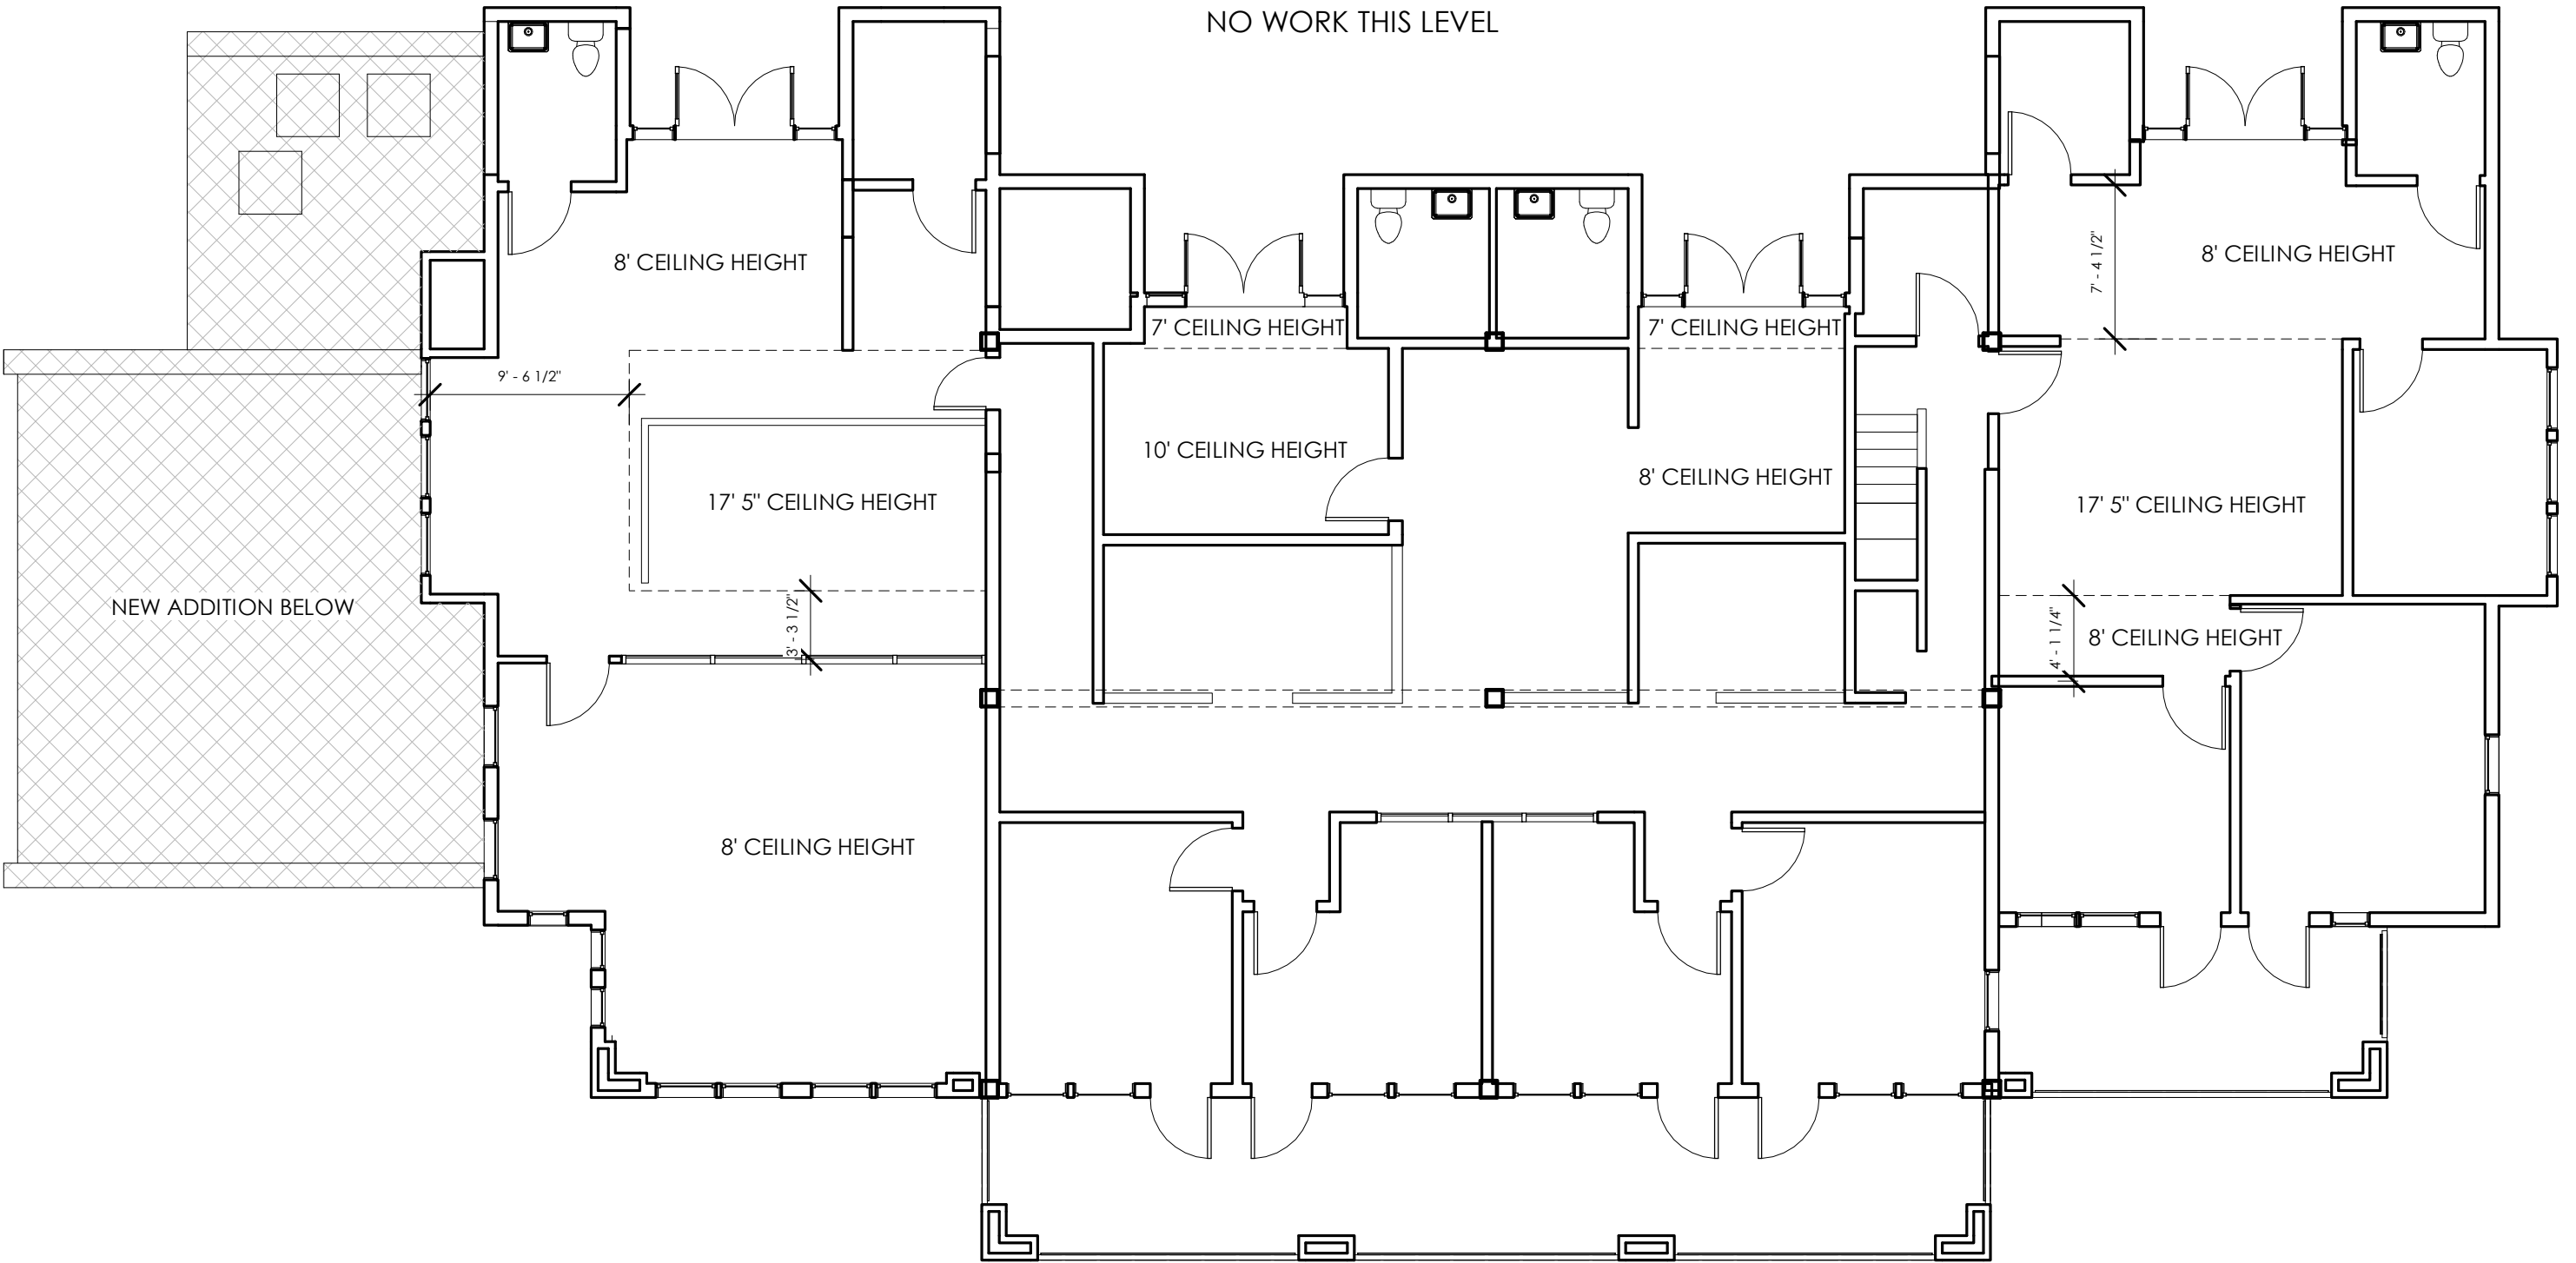 NO WORK THIS LEVEL
8' CEILING HEIGHT
8' CEILING HEIGHT
7' - 4 1/2"
7' CEILING HEIGHT
7' CEILING HEIGHT
9' - 6 1/2"
10' CEILING HEIGHT
8' CEILING HEIGHT
17' 5" CEILING HEIGHT
17' 5" CEILING HEIGHT
NEW ADDITION BELOW
3' - 3 1/2"
4' - 1 1/4"
8' CEILING HEIGHT
8' CEILING HEIGHT